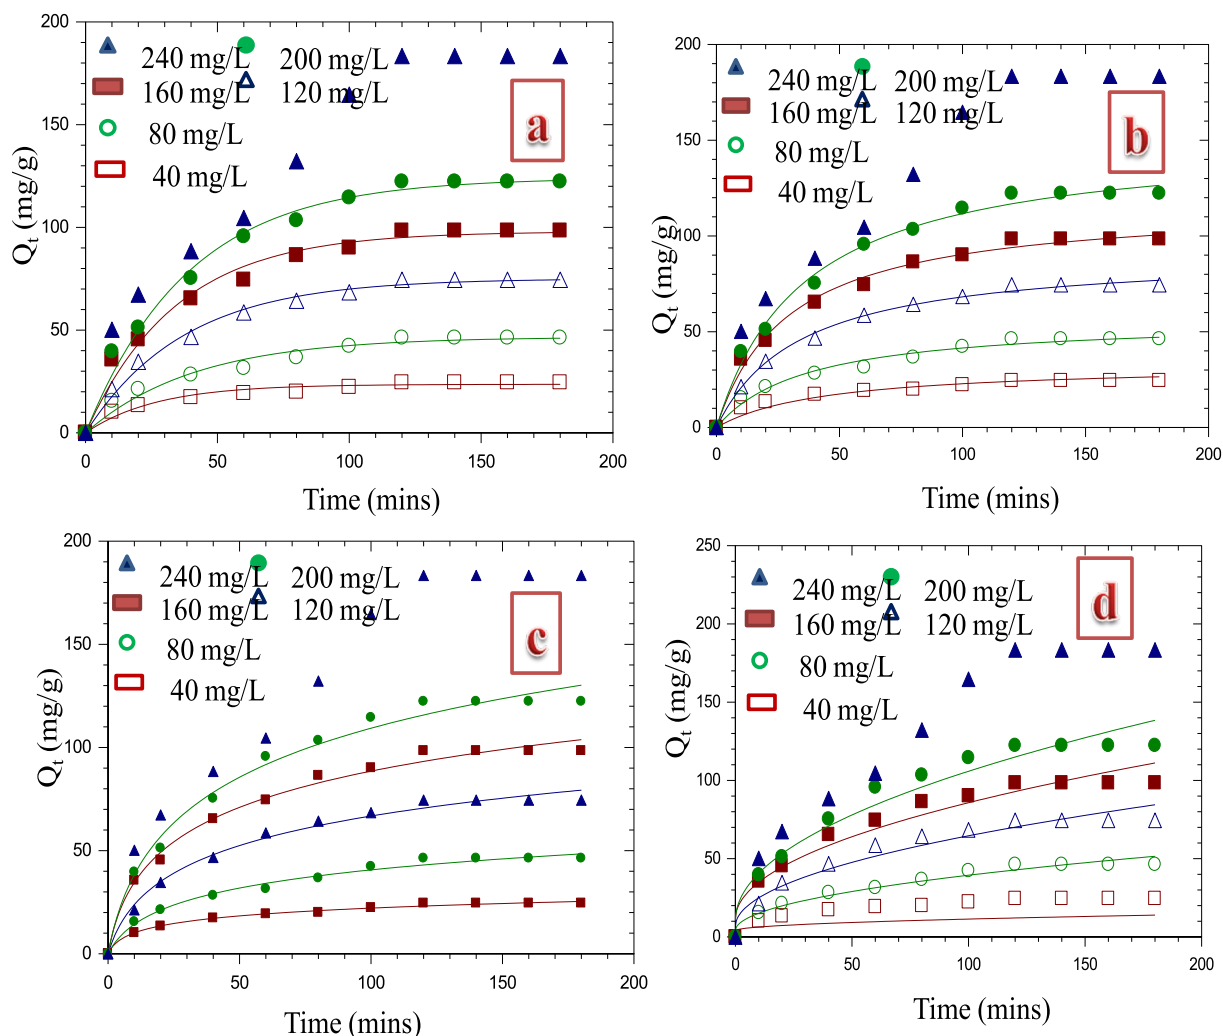 200
240 mg/L 200 mg/L
160 mg/L 120 mg/L
80 mg/L
40 mg/L
a
150
100
50
0
Qt (mg/g)
0 50 100 150 200
Time (mins)
200
240 mg/L 200 mg/L
160 mg/L 120 mg/L
80 mg/L
40 mg/L
b
150
100
50
0
Qt (mg/g)
0 50 100 150 200
Time (mins)
200
240 mg/L 200 mg/L
160 mg/L 120 mg/L
80 mg/L
40 mg/L
c
150
100
50
0
Qt (mg/g)
0 50 100 150 200
Time (mins)
250
240 mg/L 200 mg/L
160 mg/L 120 mg/L
80 mg/L
40 mg/L
d
200
150
100
50
0
Qt (mg/g)
0 50 100 150 200
Time (mins)